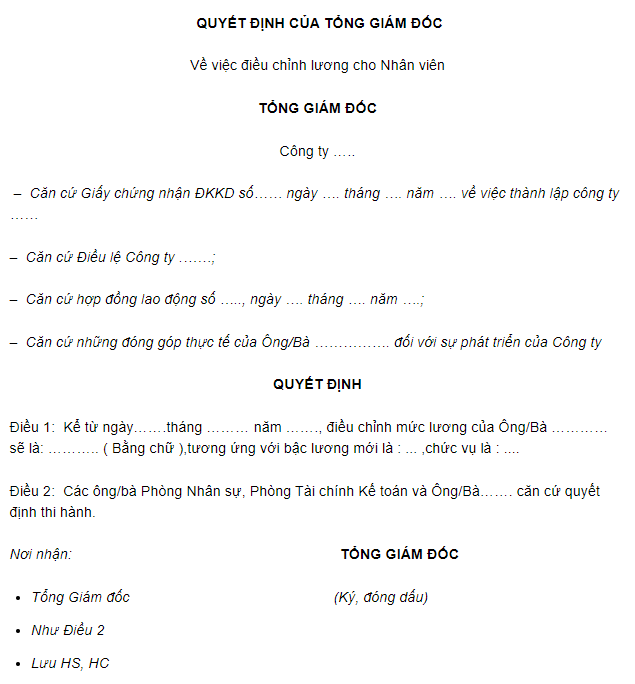 QUYẾT ĐỊNH CỦA TỔNG GIÁM ĐỐC
Về việc điều chỉnh lương cho Nhân viên
TỔNG GIÁM ĐỐC
Công ty …..
– Căn cứ Giấy chứng nhận ĐKKD số…… ngày …. tháng …. năm …. về việc thành lập công ty
……
– Căn cứ Điều lệ Công ty …….;
– Căn cứ hợp đồng lao động số ….., ngày …. tháng …. năm ….;
– Căn cứ những đóng góp thực tế của Ông/Bà ……………. đối với sự phát triển của Công ty
QUYẾT ĐỊNH
Điều 1: Kể từ ngày…….tháng ……… năm ……., điều chỉnh mức lương của Ông/Bà …………
sẽ là: ……….. ( Bằng chữ ),tương ứng với bậc lương mới là : ... ,chức vụ là : ....
Điều 2: Các ông/bà Phòng Nhân sự, Phòng Tài chính Kế toán và Ông/Bà……. căn cứ quyết
định thi hành.
Nơi nhận: TỔNG GIÁM ĐỐC
• Tổng Giám đốc (Ký, đóng dấu)
• Như Điều 2
• Lưu HS, HC